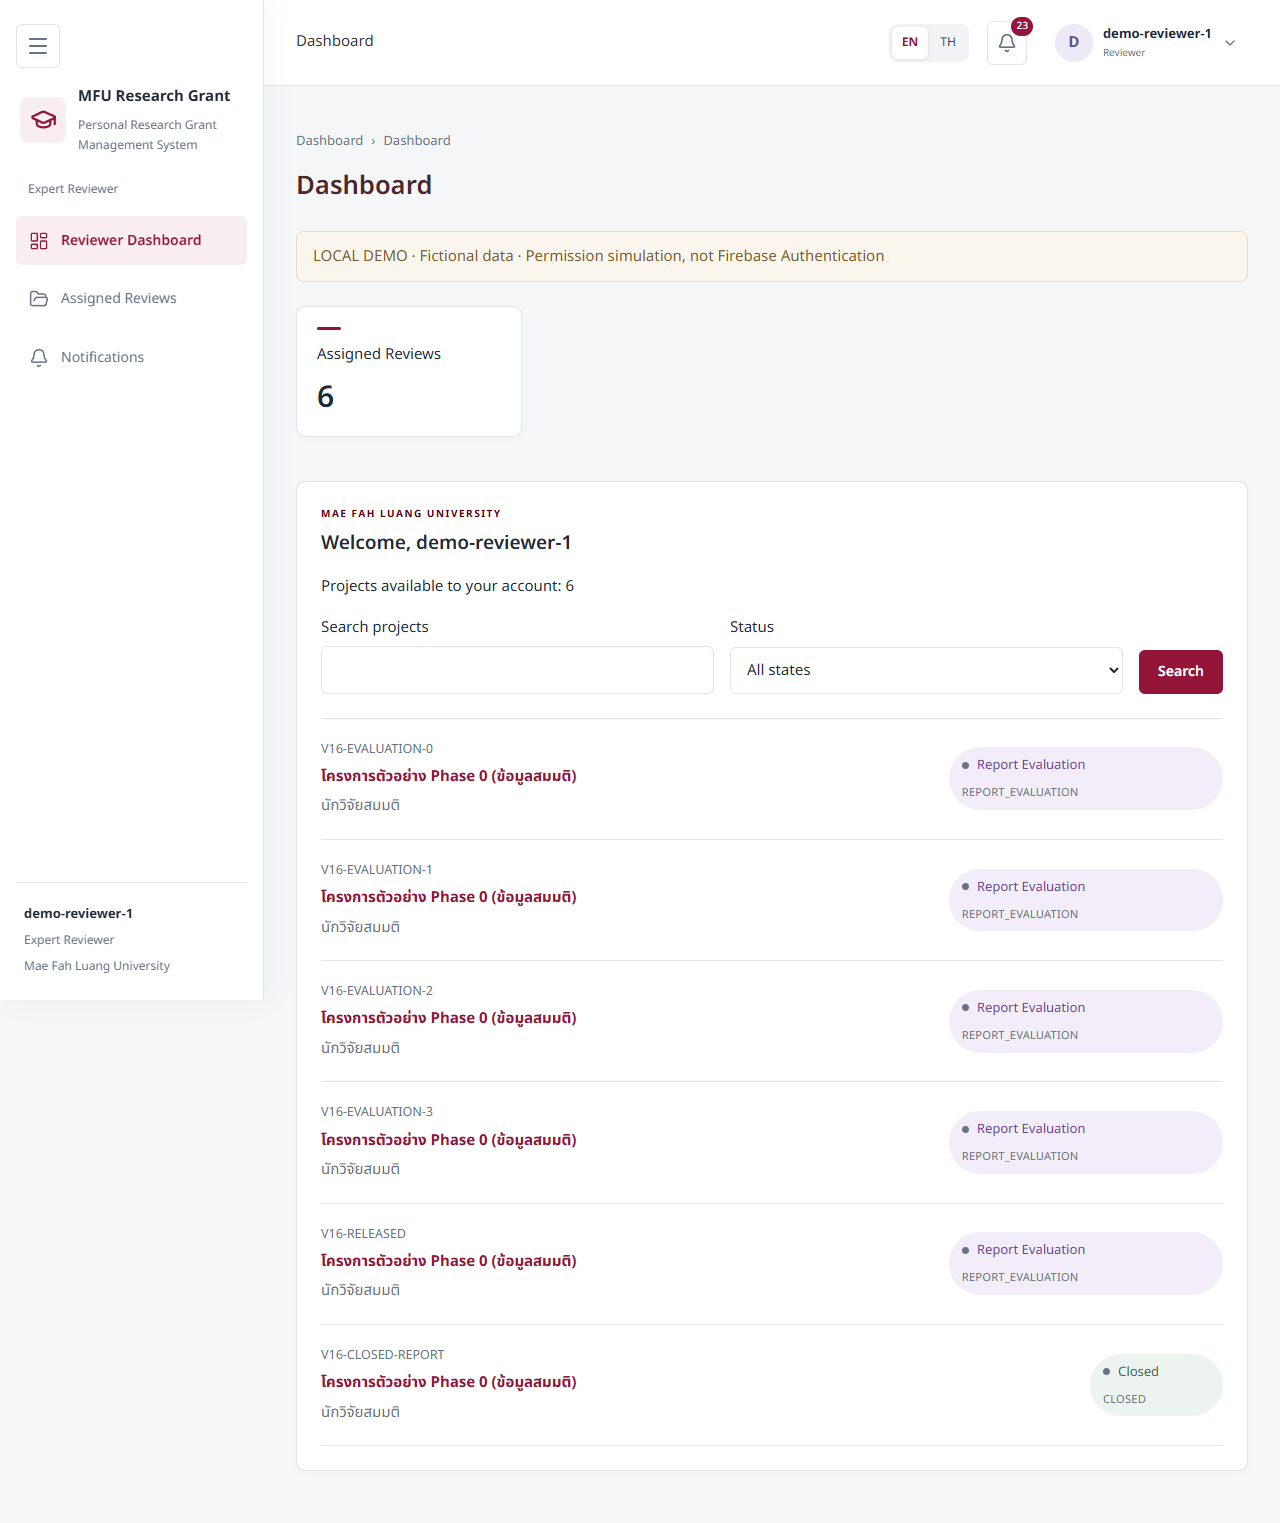 MFU Research Grant
Personal Research Grant
Management System
Expert Reviewer
Reviewer Dashboard
Assigned Reviews
Notifications
demo-reviewer-1
Expert Reviewer
Mae Fah Luang University
Dashboard
EN TH
23
D
demo-reviewer-1
Reviewer
Dashboard › Dashboard
Dashboard
LOCAL DEMO · Fictional data · Permission simulation, not Firebase Authentication
Assigned Reviews
6
MAE FAH LUANG UNIVERSITY
Welcome, demo-reviewer-1
Projects available to your account: 6
Search projects
Status
All states
Search
V16-EVALUATION-0
โครงการตัวอย่าง Phase 0 (ข้อมูลสมมติ)
นักวิจัยสมมติ
Report Evaluation
REPORT_EVALUATION
V16-EVALUATION-1
โครงการตัวอย่าง Phase 0 (ข้อมูลสมมติ)
นักวิจัยสมมติ
Report Evaluation
REPORT_EVALUATION
V16-EVALUATION-2
โครงการตัวอย่าง Phase 0 (ข้อมูลสมมติ)
นักวิจัยสมมติ
Report Evaluation
REPORT_EVALUATION
V16-EVALUATION-3
โครงการตัวอย่าง Phase 0 (ข้อมูลสมมติ)
นักวิจัยสมมติ
Report Evaluation
REPORT_EVALUATION
V16-RELEASED
โครงการตัวอย่าง Phase 0 (ข้อมูลสมมติ)
นักวิจัยสมมติ
Report Evaluation
REPORT_EVALUATION
V16-CLOSED-REPORT
โครงการตัวอย่าง Phase 0 (ข้อมูลสมมติ)
นักวิจัยสมมติ
Closed
CLOSED